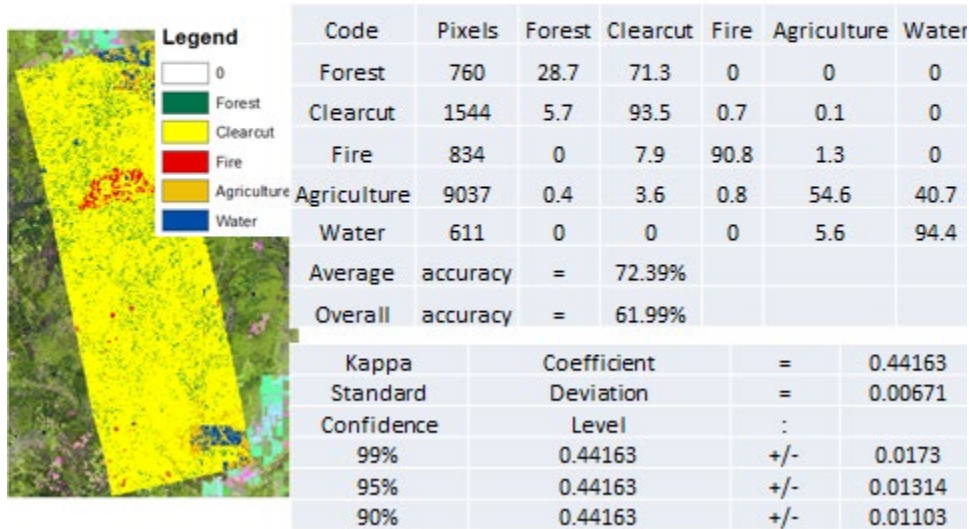 Legend
0
Forest
Clearcut
Fire
Agriculture
Water
Code Pixels Forest Clearcut Fire Agriculture Water
Forest 760 28.7 71.3 0 0 0
Clearcut 1544 5.7 93.5 0.7 0.1 0
Fire 834 0 7.9 90.8 1.3 0
Agriculture 9037 0.4 3.6 0.8 54.6 40.7
Water 611 0 0 0 5.6 94.4
Average accuracy = 72.39%
Overall accuracy = 61.99%
Kappa Coefficient = 0.44163
Standard Deviation = 0.00671
Confidence Level :
99% 0.44163 +/- 0.0173
95% 0.44163 +/- 0.01314
90% 0.44163 +/- 0.01103